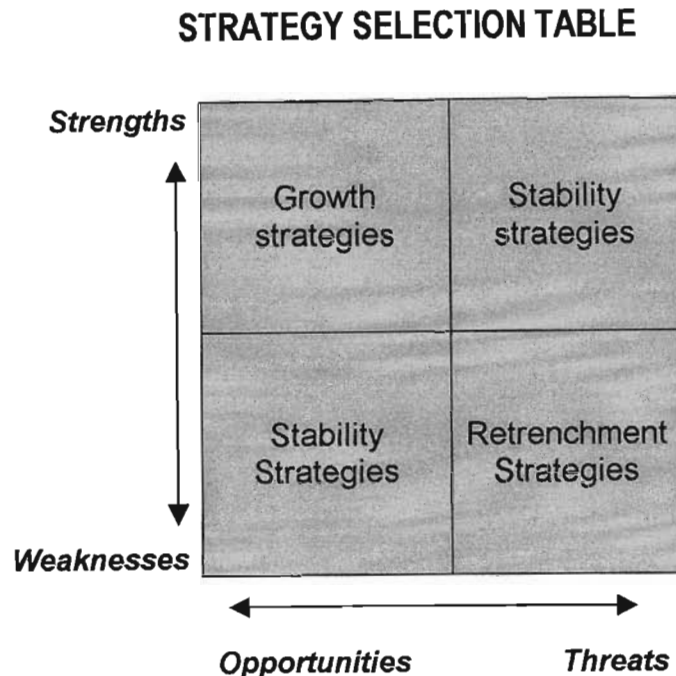 STRATEGY SELECTION TABLE
Strengths
Growth
strategies
Stability
strategies
Stability
Strategies
Retrenchment
Strategies
Weaknesses
Opportunities
Threats